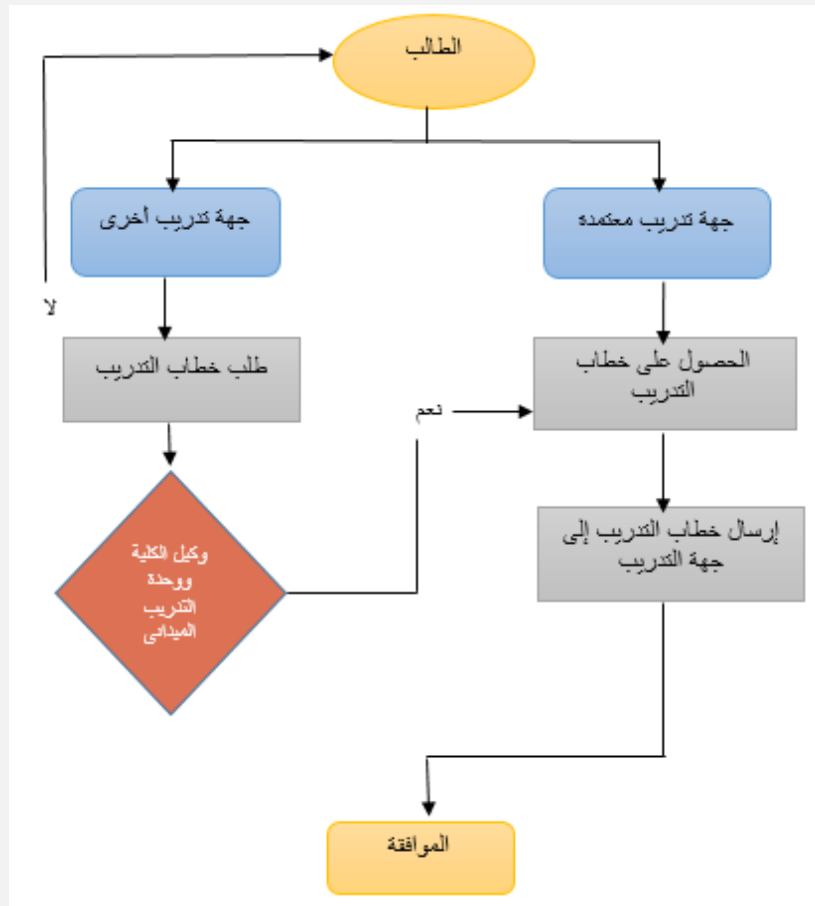 الطالب
جهة تدريب معتمدة
جهة تدريب أخرى
لا
الحصول على خطاب
التدريب
طلب خطاب التدريب
نعم
إرسال خطاب التدريب إلى
جهة التدريب
وكيل الكلية
ووحدة
التدريب
الميدانى
الموافقة